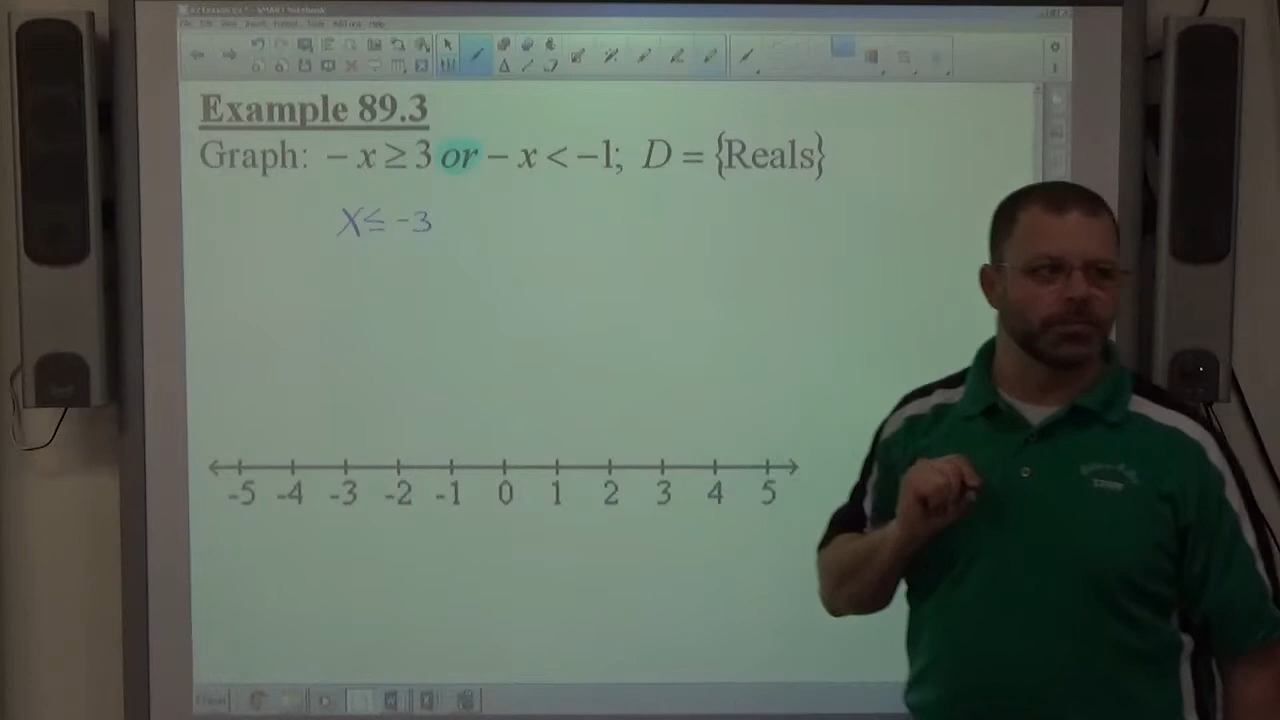 Example 89.3
Graph: − x ≥ 3 or − x < −1; D = {Reals}
X ≤ -3
-5 -4 -3 -2 -1 0 1 2 3 4 5